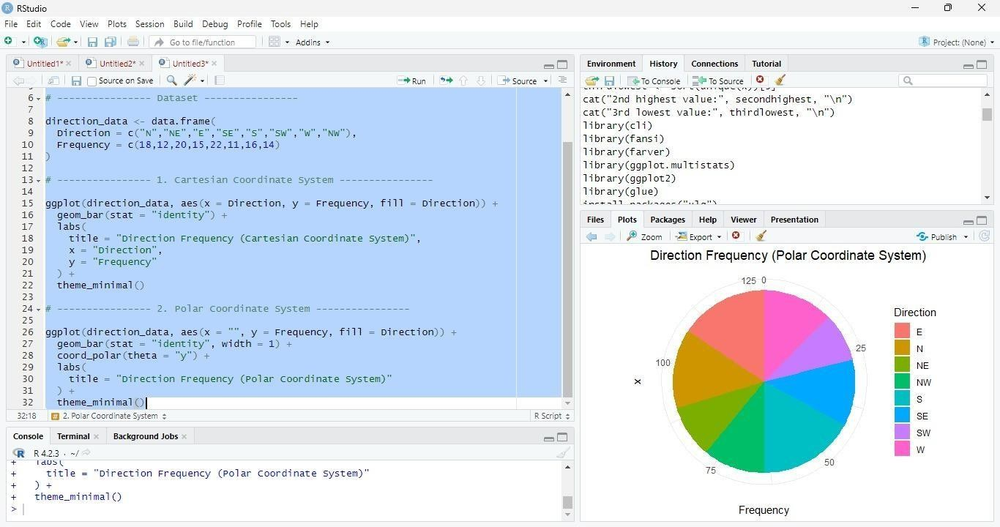 RStudio
File Edit Code View Plots Session Build Debug Profile Tools Help
Go to file/function Addins Project: (None)
Untitled1* Untitled2* Untitled3*
Source on Save Run Source
6 # ---------------- Dataset ----------------
7
8 direction_data <- data.frame(
9 Direction = c("N","NE","E","SE","S","SW","W","NW"),
10 Frequency = c(18,12,20,15,22,11,16,14)
11 )
12
13 # ---------------- 1. Cartesian Coordinate System ----------------
14
15 ggplot(direction_data, aes(x = Direction, y = Frequency, fill = Direction)) +
16 geom_bar(stat = "identity") +
17 labs(
18 title = "Direction Frequency (Cartesian Coordinate System)",
19 x = "Direction",
20 y = "Frequency"
21 ) +
22 theme_minimal()
23
24 # ---------------- 2. Polar Coordinate System ----------------
25
26 ggplot(direction_data, aes(x = "", y = Frequency, fill = Direction)) +
27 geom_bar(stat = "identity", width = 1) +
28 coord_polar(theta = "y") +
29 labs(
30 title = "Direction Frequency (Polar Coordinate System)"
31 ) +
32 theme_minimal()
32:18 2. Polar Coordinate System R Script
Console Terminal Background Jobs
R 4.2.3 · ~/
+ labs(
+ title = "Direction Frequency (Polar Coordinate System)"
+ ) +
+ theme_minimal()
>
Environment History Connections Tutorial
To Console To Source
cat("2nd highest value:", secondhighest, "\n")
cat("3rd lowest value:", thirdlowest, "\n")
library(cli)
library(fansi)
library(farver)
library(ggplot.multistats)
library(ggplot2)
library(glue)
Files Plots Packages Help Viewer Presentation
Zoom Export Publish
Direction Frequency (Polar Coordinate System)
125 0
25
100
x
75
50
Frequency
Direction
E
N
NE
NW
S
SE
SW
W